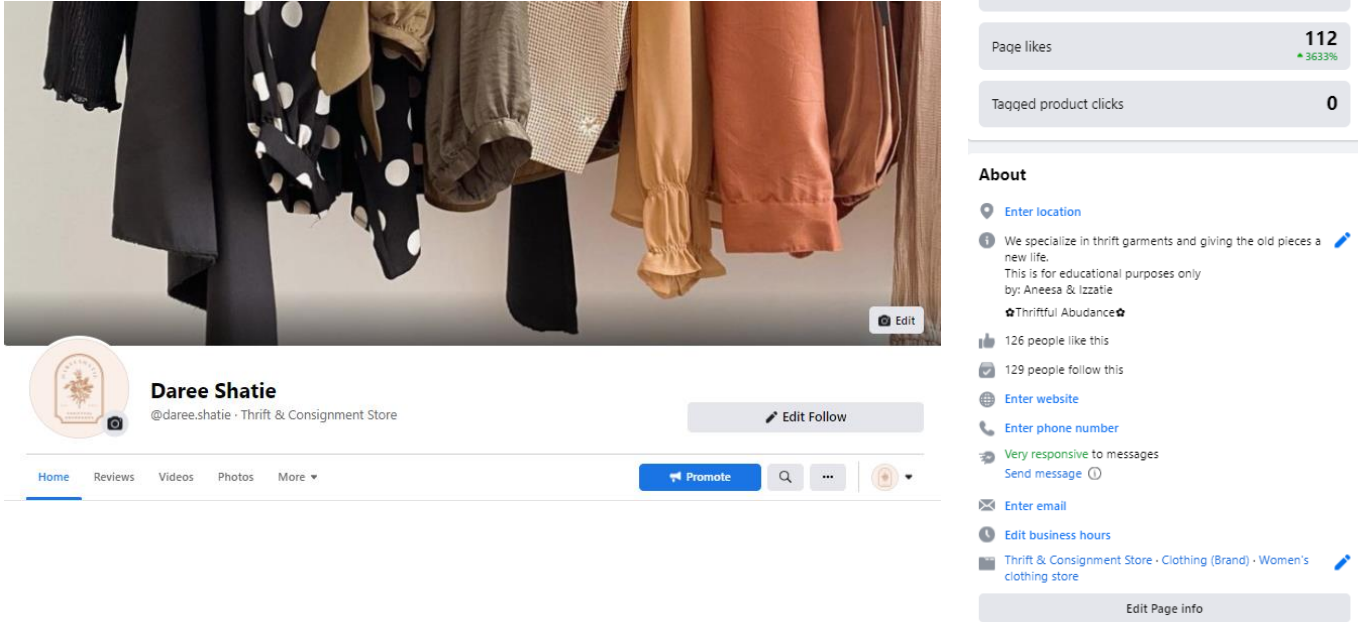 Edit
Daree Shatie
@daree.shatie · Thrift & Consignment Store
Edit Follow
Home
Reviews
Videos
Photos
More
Promote
Page likes
112
3633%
Tagged product clicks
0
About
Enter location
We specialize in thrift garments and giving the old pieces a
new life.
This is for educational purposes only
by: Aneesa & Izzatie
✿Thriftful Abudance✿
126 people like this
129 people follow this
Enter website
Enter phone number
Very responsive to messages
Send message
Enter email
Edit business hours
Thrift & Consignment Store · Clothing (Brand) · Women's
clothing store
Edit Page info